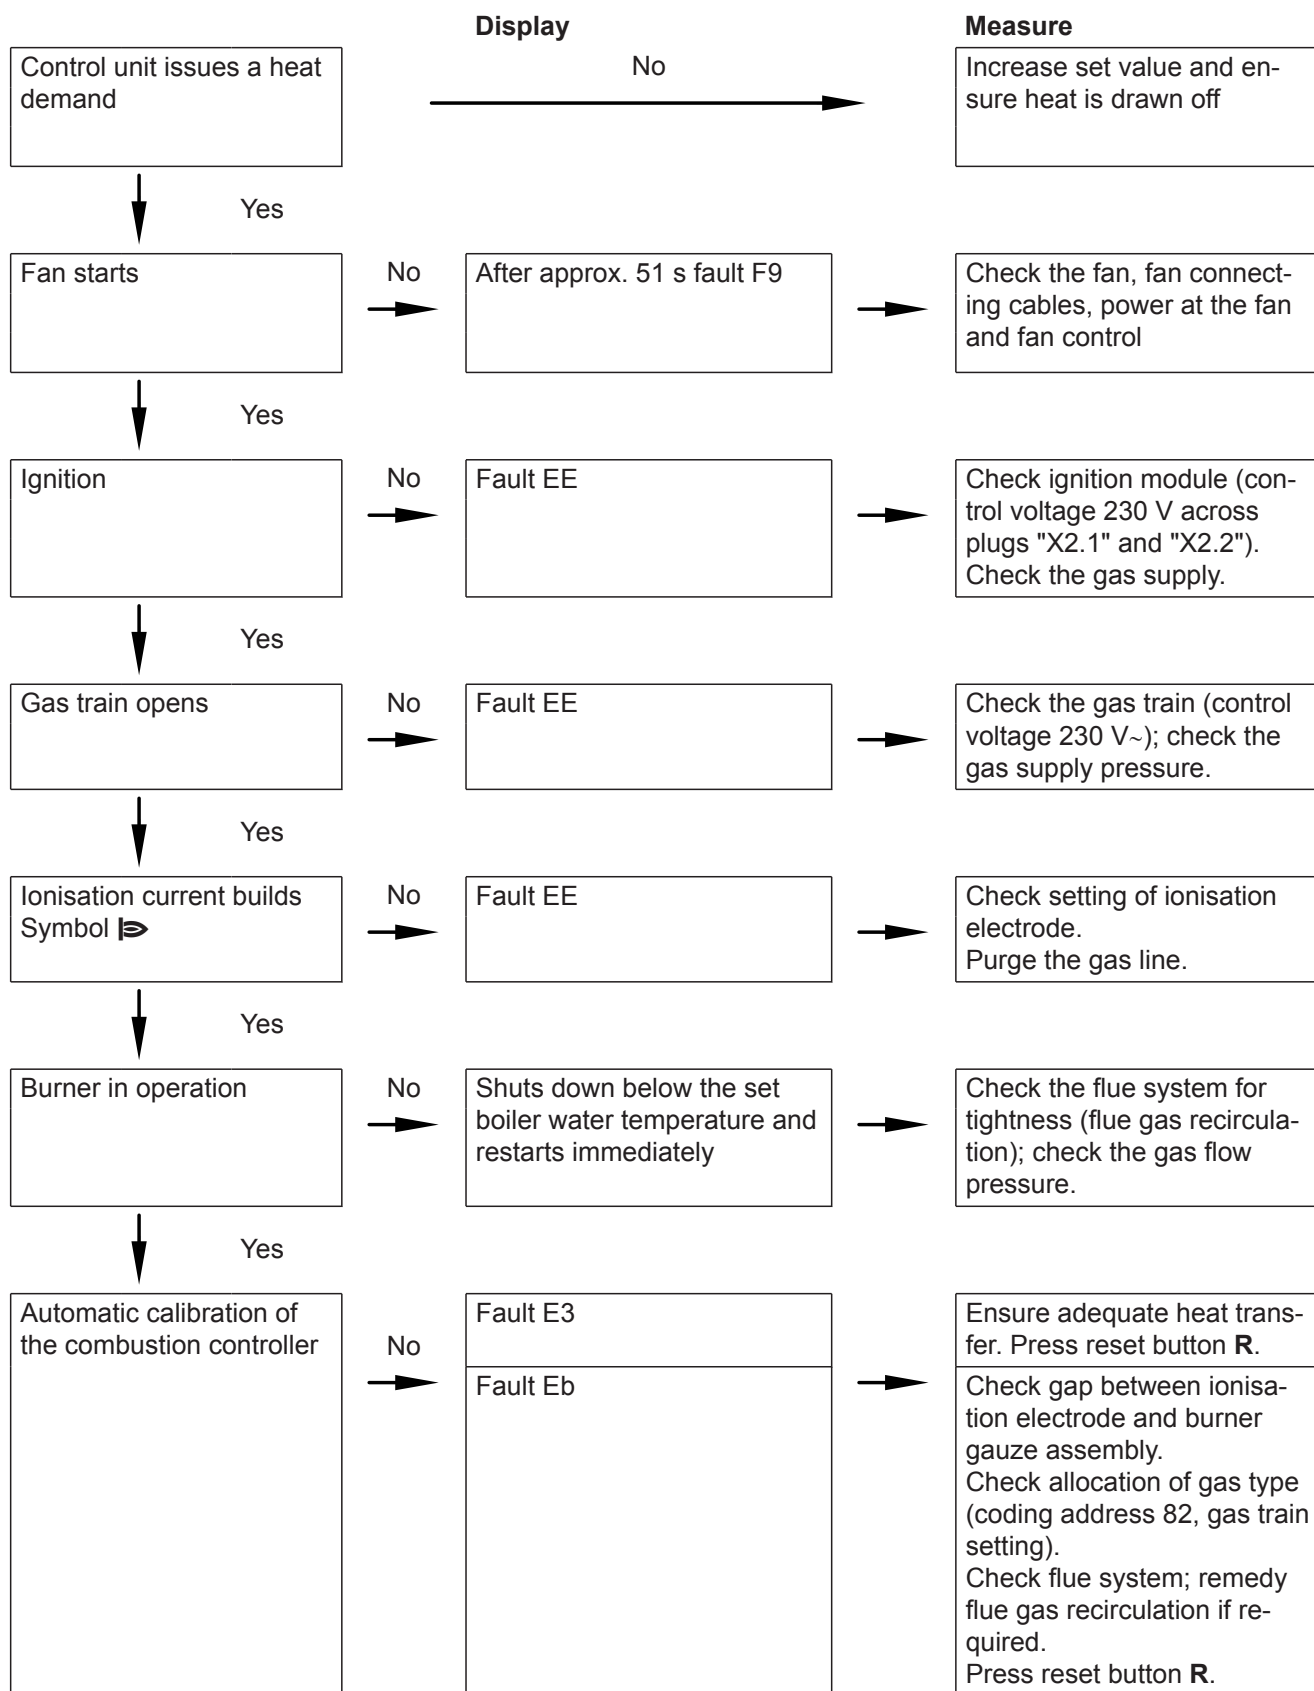 Display
Measure
Control unit issues a heat
demand
No
Increase set value and en-
sure heat is drawn off
Yes
Fan starts
No
After approx. 51 s fault F9
Check the fan, fan connect-
ing cables, power at the fan
and fan control
Yes
Ignition
No
Fault EE
Check ignition module (con-
trol voltage 230 V across
plugs "X2.1" and "X2.2").
Check the gas supply.
Yes
Gas train opens
No
Fault EE
Check the gas train (control
voltage 230 V~); check the
gas supply pressure.
Yes
Ionisation current builds
Symbol
No
Fault EE
Check setting of ionisation
electrode.
Purge the gas line.
Yes
Burner in operation
No
Shuts down below the set
boiler water temperature and
restarts immediately
Check the flue system for
tightness (flue gas recircula-
tion); check the gas flow
pressure.
Yes
Automatic calibration of
the combustion controller
No
Fault E3
Ensure adequate heat trans-
fer. Press reset button R.
Fault Eb
Check gap between ionisa-
tion electrode and burner
gauze assembly.
Check allocation of gas type
(coding address 82, gas train
setting).
Check flue system; remedy
flue gas recirculation if re-
quired.
Press reset button R.